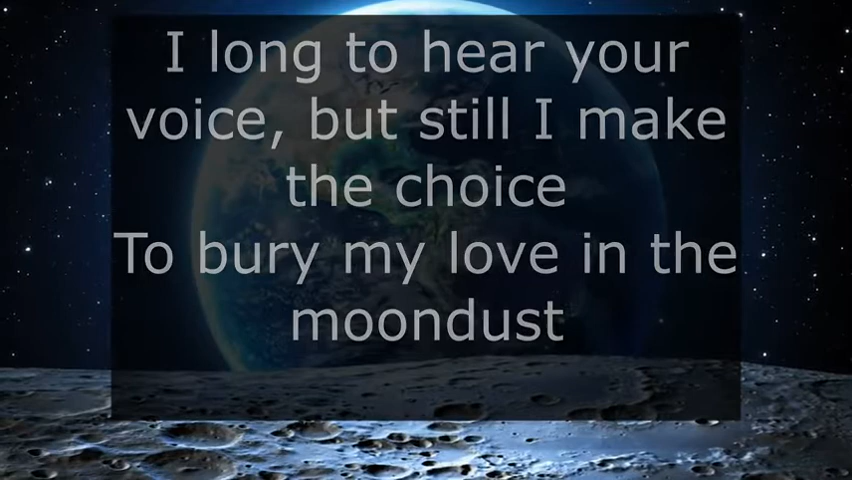 I long to hear your
voice, but still I make
the choice
To bury my love in the
moondust